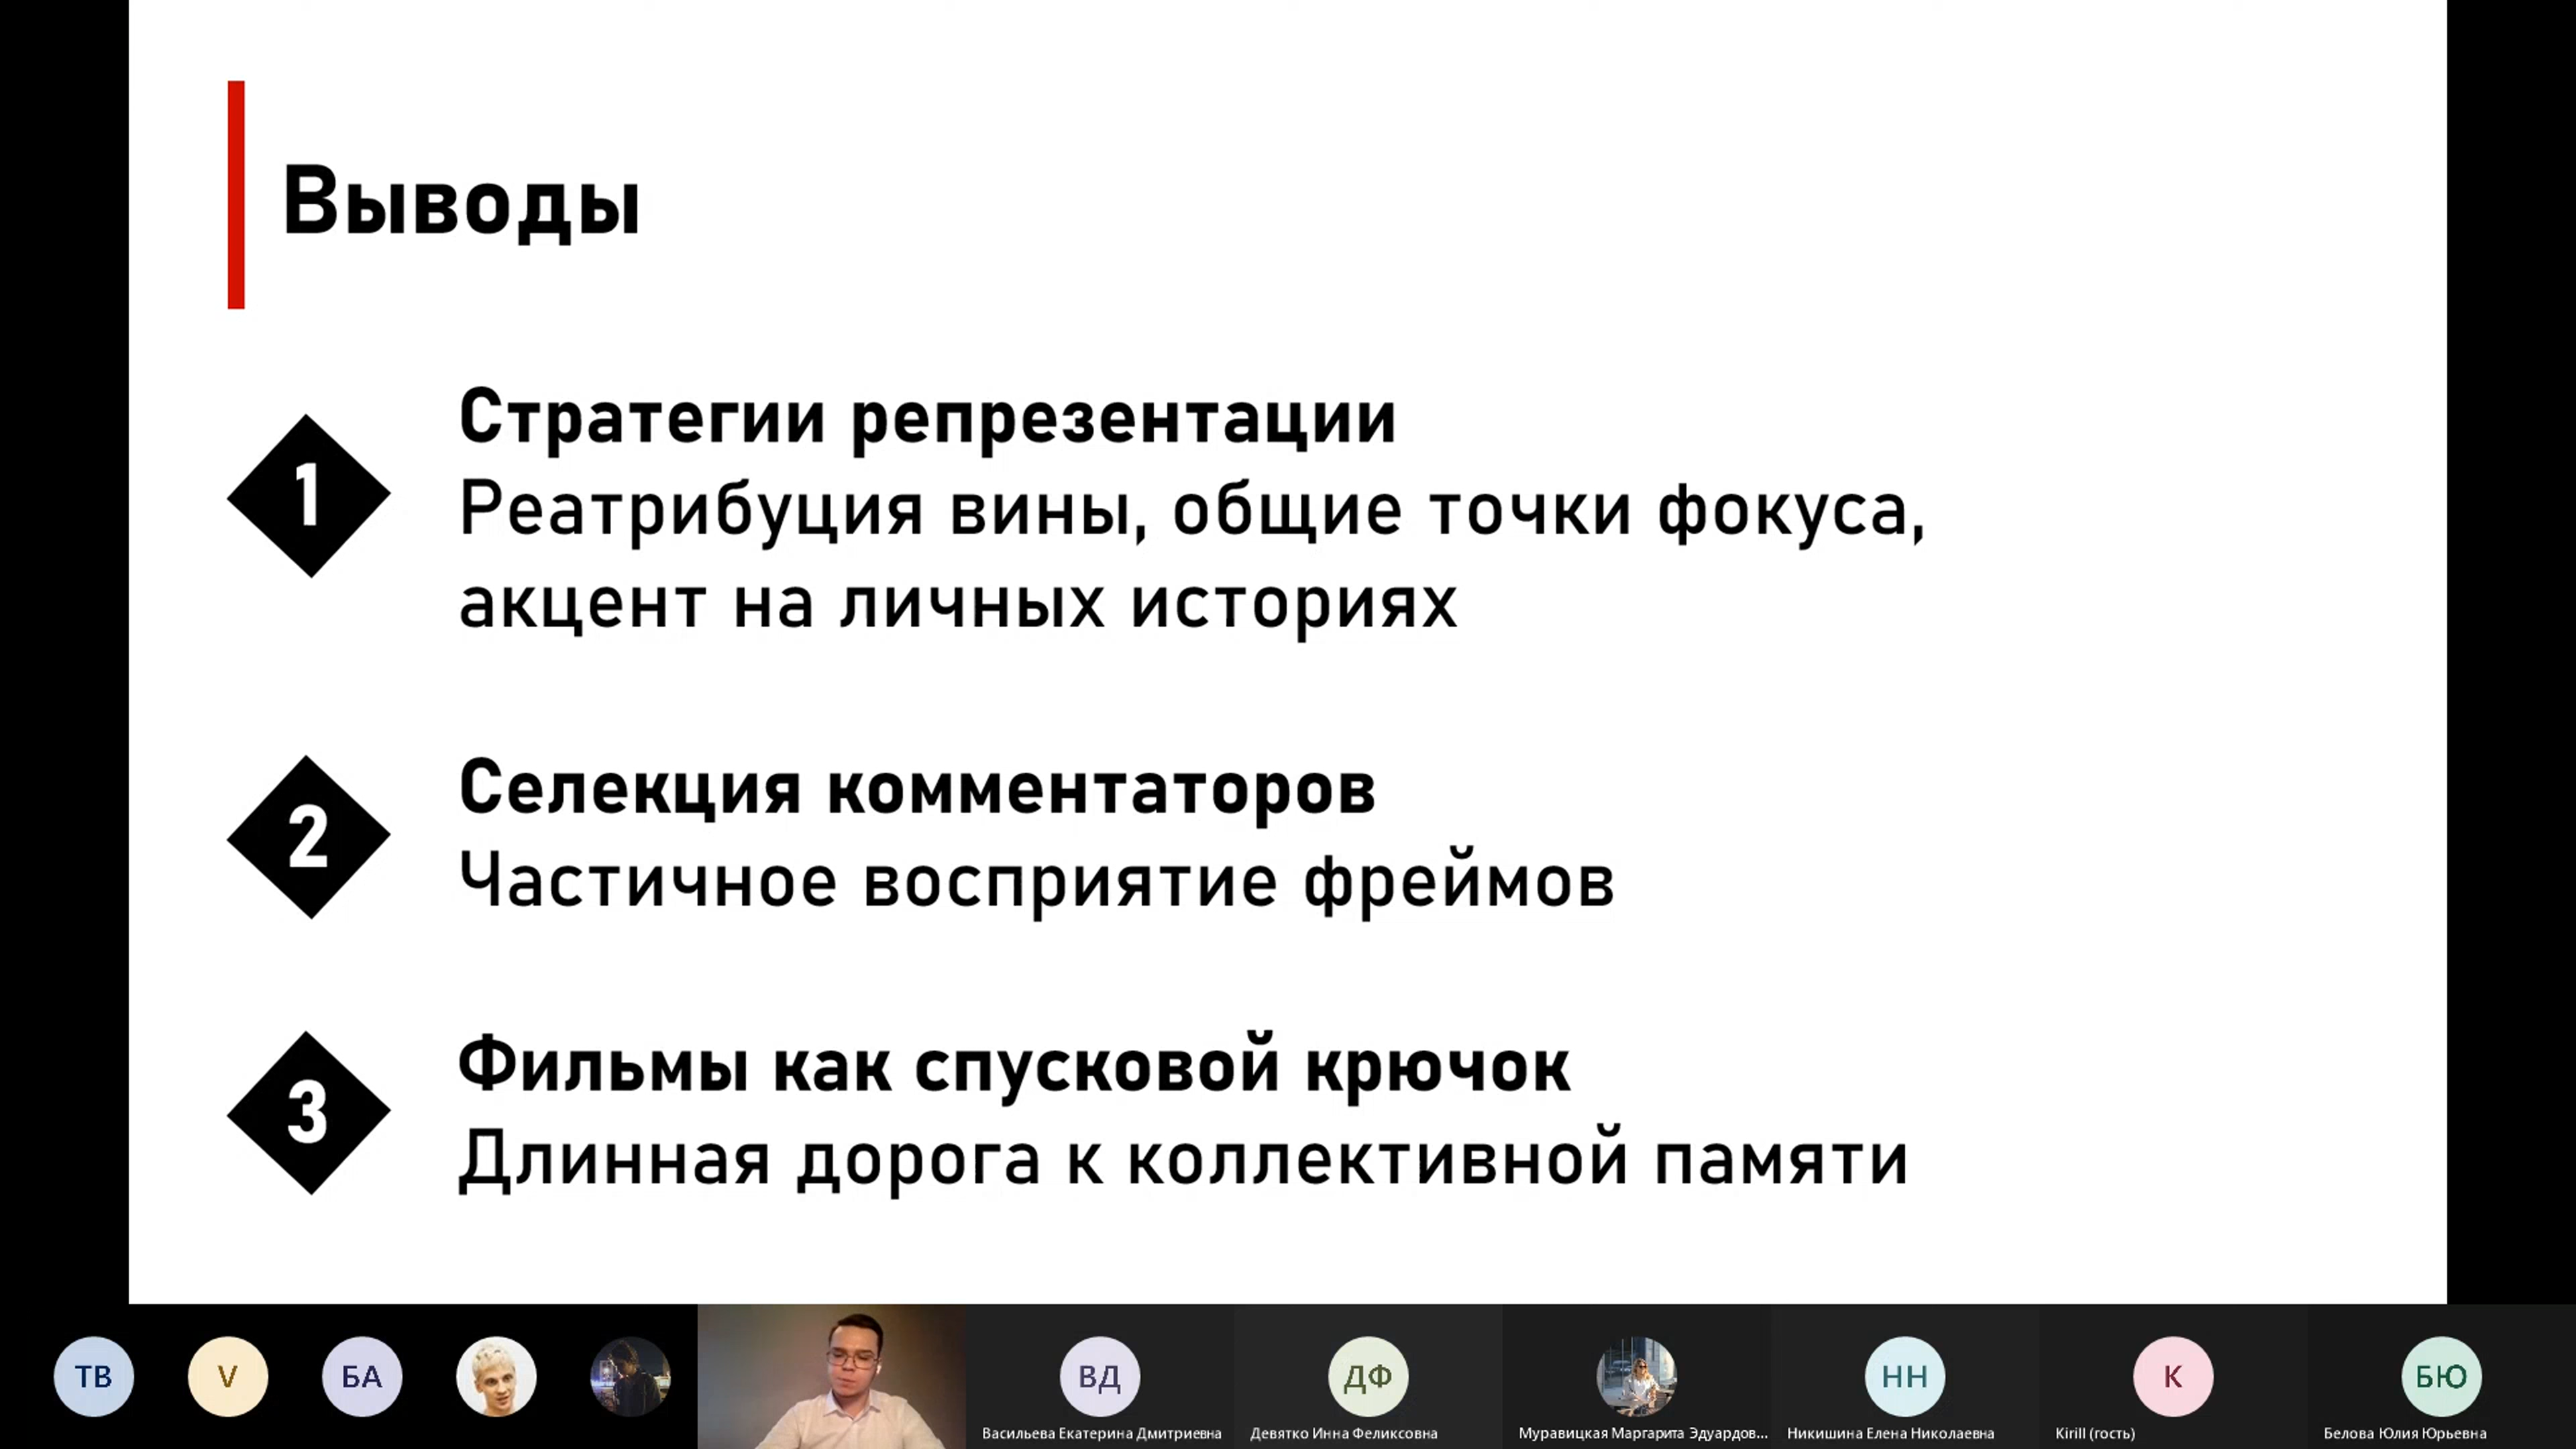 Выводы
1
Стратегии репрезентации
Реатрибуция вины, общие точки фокуса,
акцент на личных историях
2
Селекция комментаторов
Частичное восприятие фреймов
3
Фильмы как спусковой крючок
Длинная дорога к коллективной памяти
ТВ
V
БА
ВД
Васильева Екатерина Дмитриевна
ДФ
Девятко Инна Феликсовна
Муравицкая Маргарита Эдуардов...
НН
Никишина Елена Николаевна
K
Kirill (гость)
БЮ
Белова Юлия Юрьевна